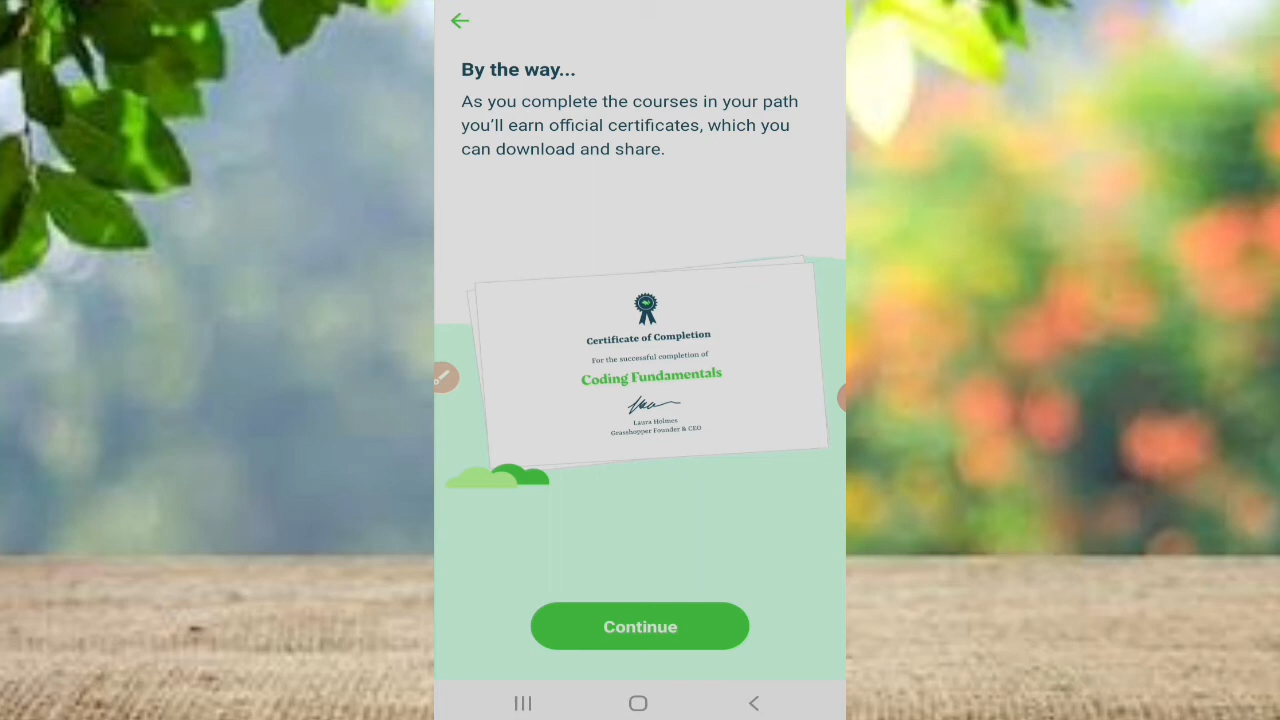 By the way...
As you complete the courses in your path
you’ll earn official certificates, which you
can download and share.
Certificate of Completion
For the successful completion of
Coding Fundamentals
Laura Holmes
Grasshopper Founder & CEO
Continue